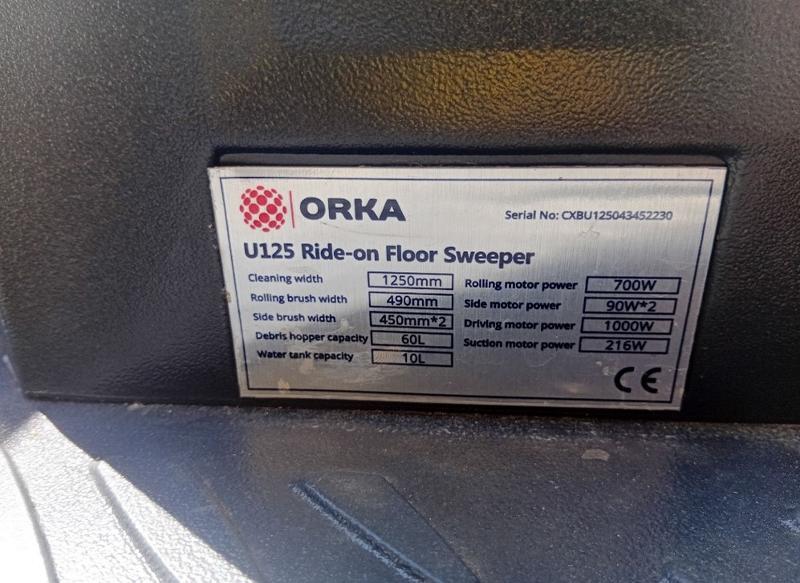 ORKA
Serial No: CXBU125043452230
U125 Ride-on Floor Sweeper
Cleaning width 1250mm
Rolling brush width 490mm
Side brush width 450mm*2
Debris hopper capacity 60L
Water tank capacity 10L
Rolling motor power 700W
Side motor power 90W*2
Driving motor power 1000W
Suction motor power 216W
CE